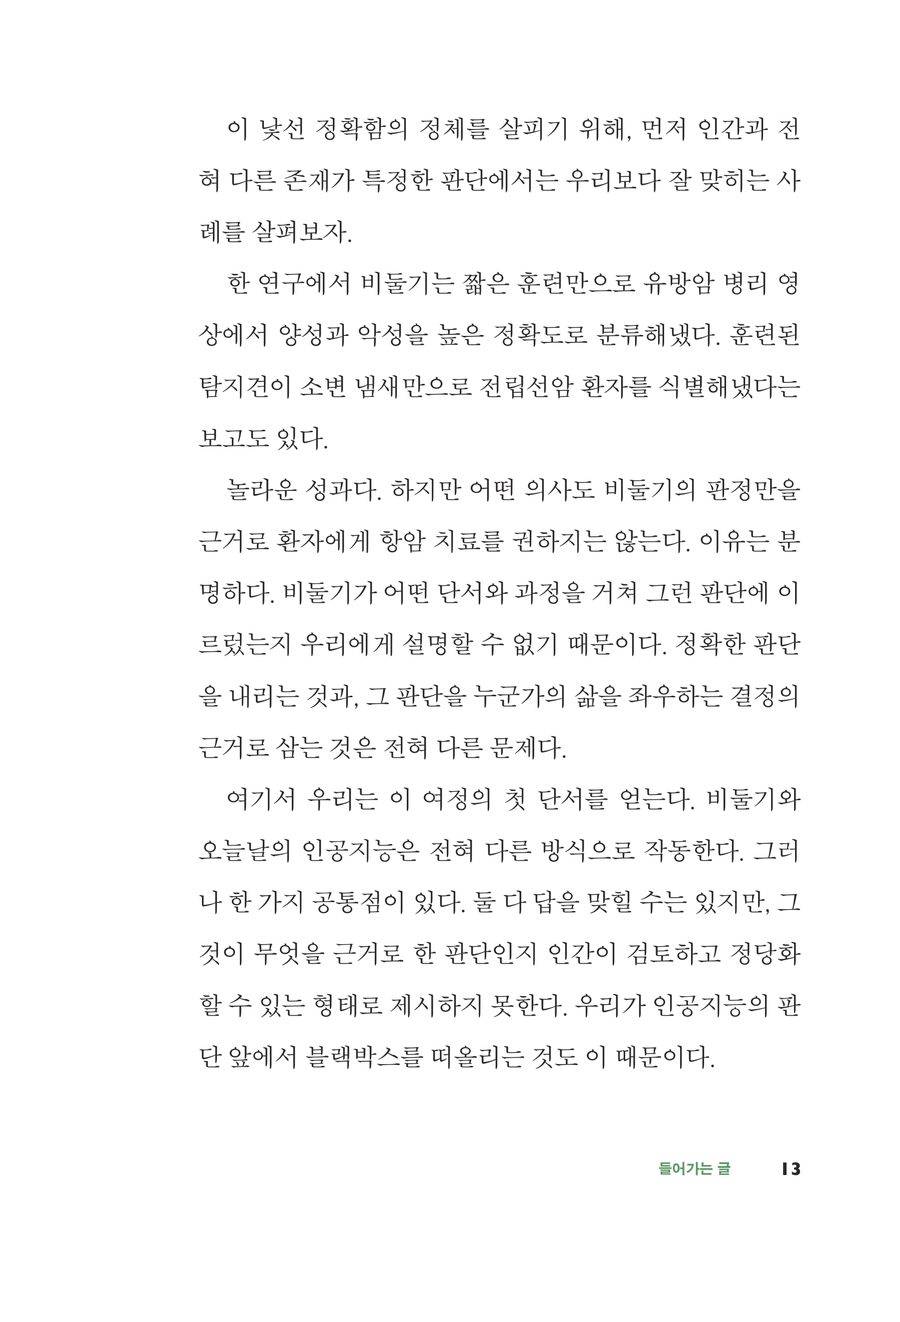 이 낯선 정확함의 정체를 살피기 위해, 먼저 인간과 전
혀 다른 존재가 특정한 판단에서는 우리보다 잘 맞히는 사
례를 살펴보자.
한 연구에서 비둘기는 짧은 훈련만으로 유방암 병리 영
상에서 양성과 악성을 높은 정확도로 분류해냈다. 훈련된
탐지견이 소변 냄새만으로 전립선암 환자를 식별해냈다는
보고도 있다.
놀라운 성과다. 하지만 어떤 의사도 비둘기의 판정만을
근거로 환자에게 항암 치료를 권하지는 않는다. 이유는 분
명하다. 비둘기가 어떤 단서와 과정을 거쳐 그런 판단에 이
르렀는지 우리에게 설명할 수 없기 때문이다. 정확한 판단
을 내리는 것과, 그 판단을 누군가의 삶을 좌우하는 결정의
근거로 삼는 것은 전혀 다른 문제다.
여기서 우리는 이 여정의 첫 단서를 얻는다. 비둘기와
오늘날의 인공지능은 전혀 다른 방식으로 작동한다. 그러
나 한 가지 공통점이 있다. 둘 다 답을 맞힐 수는 있지만, 그
것이 무엇을 근거로 한 판단인지 인간이 검토하고 정당화
할 수 있는 형태로 제시하지 못한다. 우리가 인공지능의 판
단 앞에서 블랙박스를 떠올리는 것도 이 때문이다.
들어가는 글 13